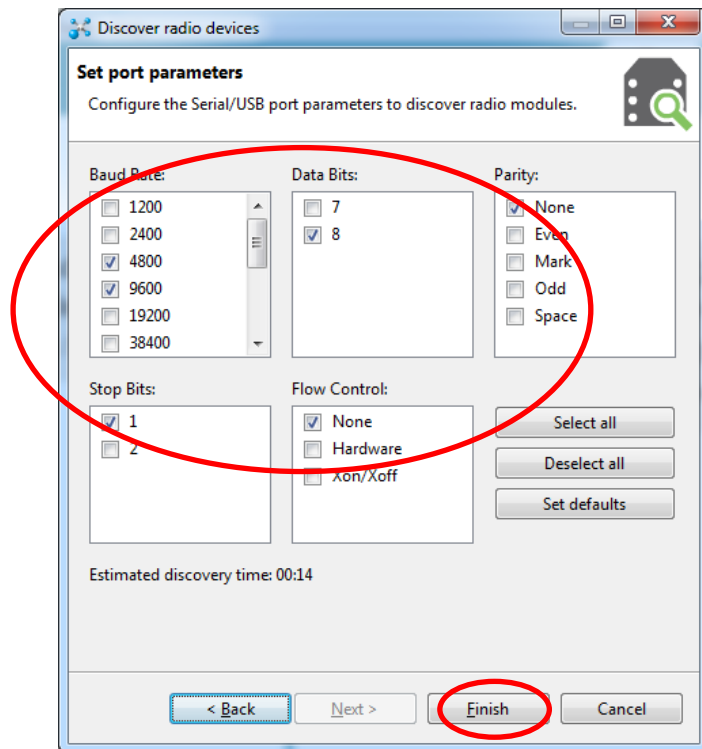 Discover radio devices
Set port parameters
Configure the Serial/USB port parameters to discover radio modules.
Baud Rate:
1200
2400
4800
9600
19200
38400
Data Bits:
7
8
Parity:
None
Even
Mark
Odd
Space
Stop Bits:
1
2
Flow Control:
None
Hardware
Xon/Xoff
Select all
Deselect all
Set defaults
Estimated discovery time: 00:14
< Back
Next >
Finish
Cancel